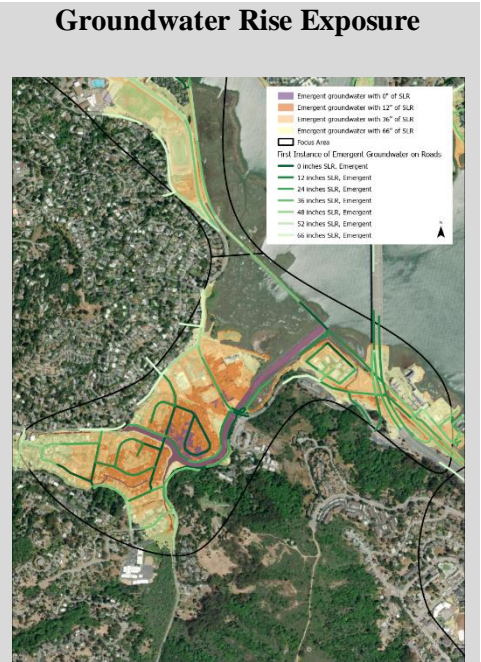 Groundwater Rise Exposure
Emergent groundwater with 0" of SLR
Emergent groundwater with 12" of SLR
Emergent groundwater with 36" of SLR
Emergent groundwater with 66" of SLR
Focus Area
First Instance of Emergent Groundwater on Roads
0 inches SLR, Emergent
12 inches SLR, Emergent
24 inches SLR, Emergent
36 inches SLR, Emergent
48 inches SLR, Emergent
52 inches SLR, Emergent
66 inches SLR, Emergent
N